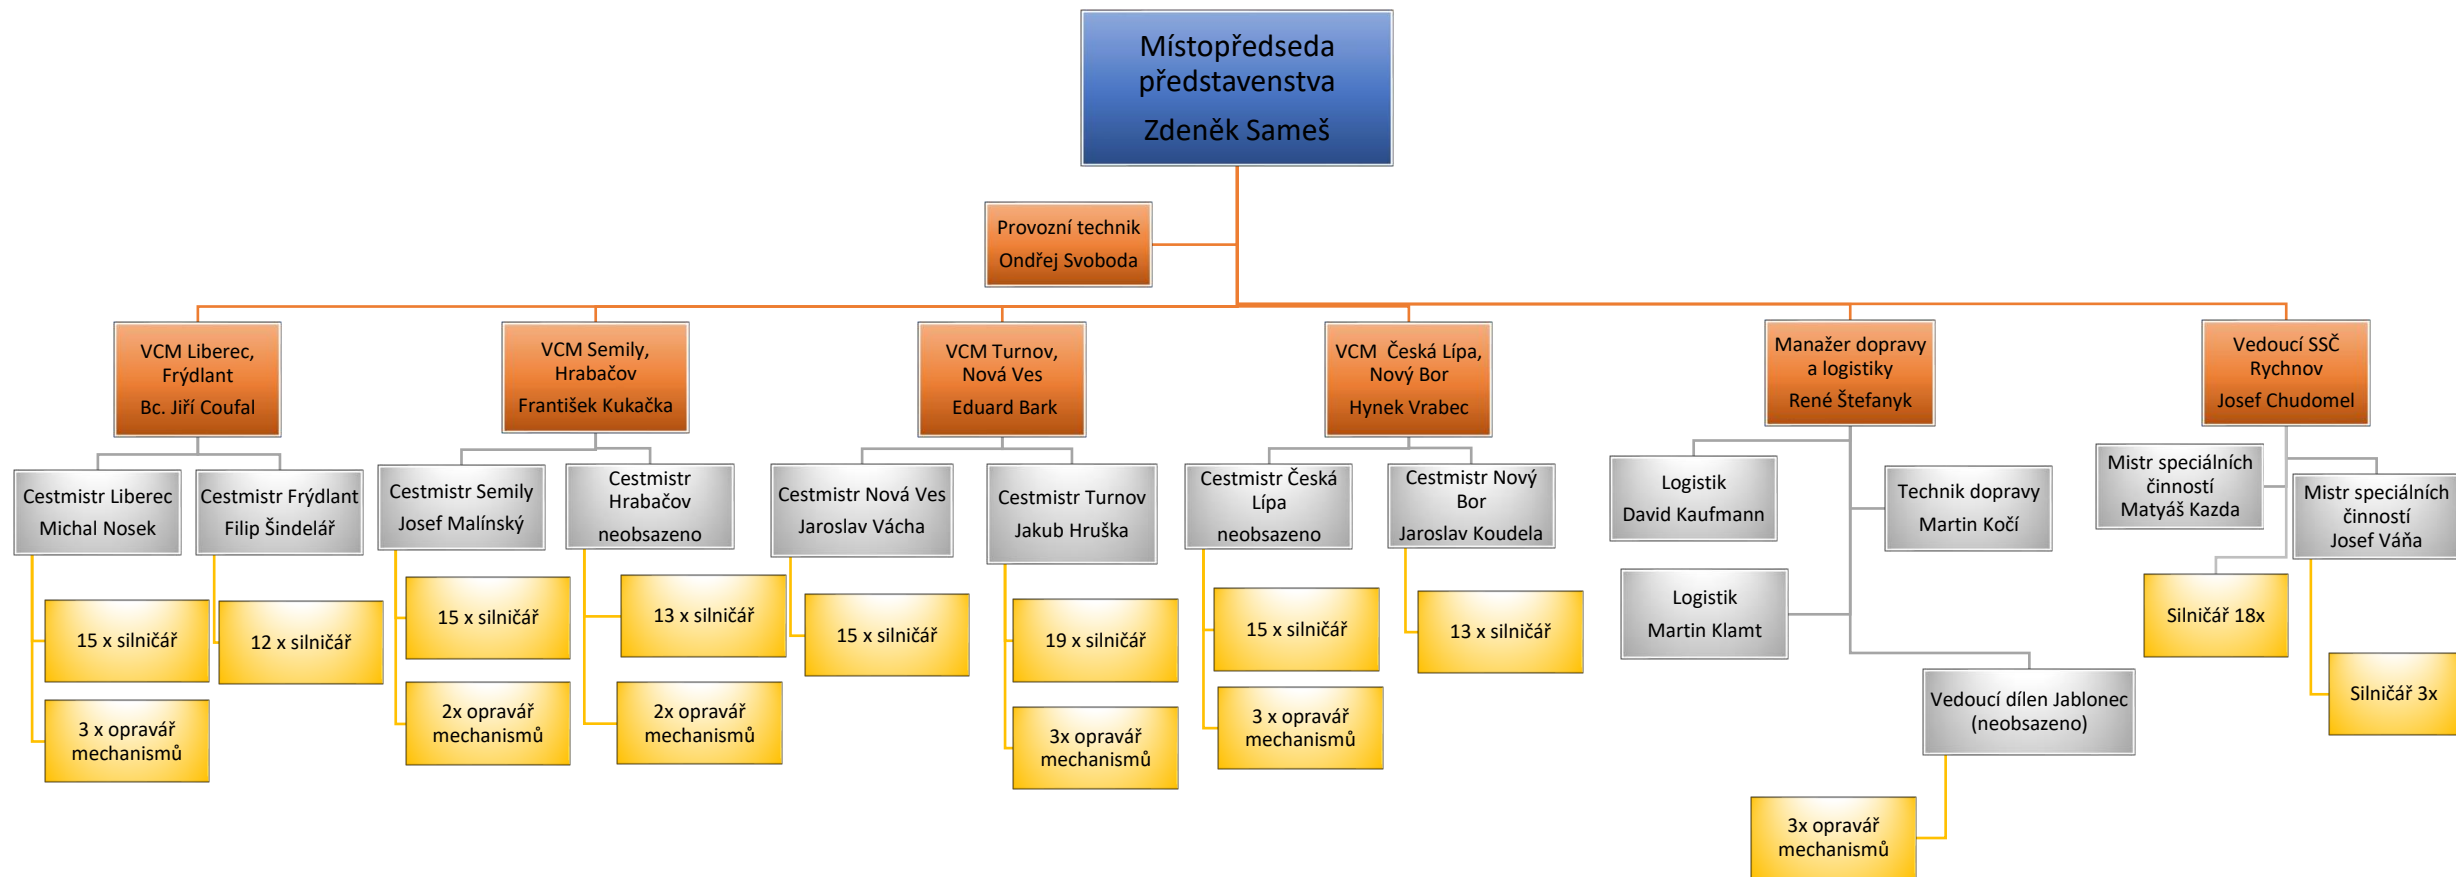 Místopředseda
představenstva
Zdeněk Sameš
Provozní technik
Ondřej Svoboda
VCM Liberec,
Frýdlant
Bc. Jiří Coufal
VCM Semily,
Hrabačov
František Kukačka
VCM Turnov,
Nová Ves
Eduard Bark
VCM  Česká Lípa,
Nový Bor
Hynek Vrabec
Manažer dopravy
a logistiky
René Štefanyk
Vedoucí SSČ
Rychnov
Josef Chudomel
Cestmistr Liberec
Michal Nosek
Cestmistr Frýdlant
Filip Šindelář
Cestmistr Semily
Josef Malínský
Cestmistr
Hrabačov
neobsazeno
Cestmistr Nová Ves
Jaroslav Vácha
Cestmistr Turnov
Jakub Hruška
Cestmistr Česká
Lípa
neobsazeno
Cestmistr Nový
Bor
Jaroslav Koudela
Logistik
David Kaufmann
Technik dopravy
Martin Kočí
Mistr speciálních
činností
Matyáš Kazda
Mistr speciálních
činností
Josef Váňa
15 x silničář
12 x silničář
15 x silničář
13 x silničář
15 x silničář
19 x silničář
15 x silničář
13 x silničář
Logistik
Martin Klamt
Silničář 18x
Silničář 3x
3 x opravář
mechanismů
2x opravář
mechanismů
2x opravář
mechanismů
3x opravář
mechanismů
3 x opravář
mechanismů
Vedoucí dílen Jablonec
(neobsazeno)
3x opravář
mechanismů